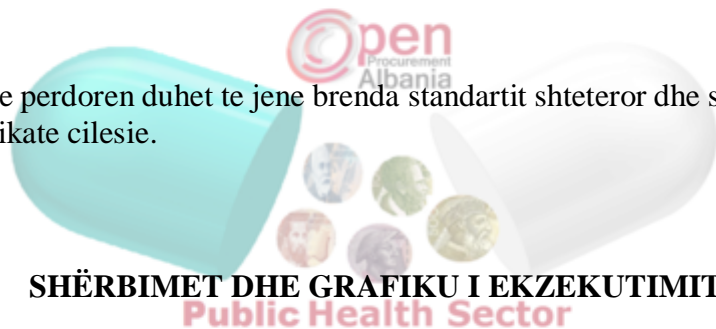 Open
Procurement
Albania
e perdoren duhet te jene brenda standartit shteteror dhe s
ikate cilesie.
SHËRBIMET DHE GRAFIKU I EKZEKUTIMIT
Public Health Sector